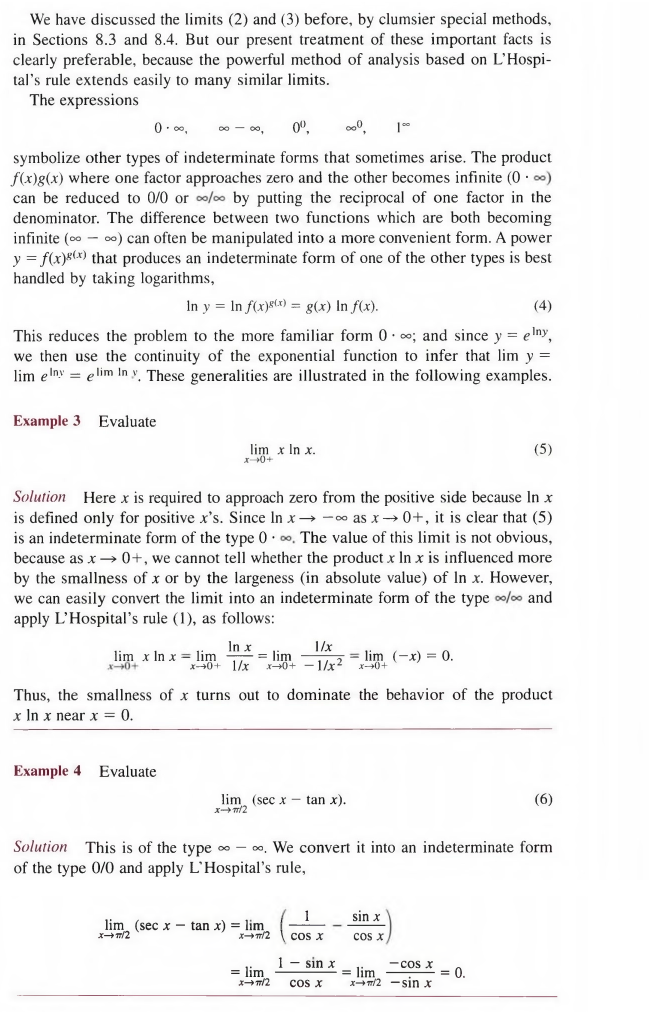 We have discussed the limits (2) and (3) before, by clumsier special methods,
in Sections 8.3 and 8.4. But our present treatment of these important facts is
clearly preferable, because the powerful method of analysis based on L'Hospi-
tal's rule extends easily to many similar limits.
The expressions
0 · ∞, ∞ − ∞, 0⁰, ∞⁰, 1^∞
symbolize other types of indeterminate forms that sometimes arise. The product
f(x)g(x) where one factor approaches zero and the other becomes infinite (0 · ∞)
can be reduced to 0/0 or ∞/∞ by putting the reciprocal of one factor in the
denominator. The difference between two functions which are both becoming
infinite (∞ − ∞) can often be manipulated into a more convenient form. A power
y = f(x)^g(x) that produces an indeterminate form of one of the other types is best
handled by taking logarithms,
ln y = ln f(x)^g(x) = g(x) ln f(x). (4)
This reduces the problem to the more familiar form 0 · ∞; and since y = e^ln y,
we then use the continuity of the exponential function to infer that lim y =
lim e^ln y = e^lim ln y. These generalities are illustrated in the following examples.
Example 3 Evaluate
lim x→0+ x ln x. (5)
Solution Here x is required to approach zero from the positive side because ln x
is defined only for positive x's. Since ln x → −∞ as x → 0+, it is clear that (5)
is an indeterminate form of the type 0 · ∞. The value of this limit is not obvious,
because as x → 0+, we cannot tell whether the product x ln x is influenced more
by the smallness of x or by the largeness (in absolute value) of ln x. However,
we can easily convert the limit into an indeterminate form of the type ∞/∞ and
apply L'Hospital's rule (1), as follows:
lim x→0+ x ln x = lim x→0+ (ln x)/(1/x) = lim x→0+ (1/x)/(−1/x²) = lim x→0+ (−x) = 0.
Thus, the smallness of x turns out to dominate the behavior of the product
x ln x near x = 0.
Example 4 Evaluate
lim x→π/2 (sec x − tan x). (6)
Solution This is of the type ∞ − ∞. We convert it into an indeterminate form
of the type 0/0 and apply L'Hospital's rule,
lim x→π/2 (sec x − tan x) = lim x→π/2 (1/cos x − sin x/cos x)
= lim x→π/2 (1 − sin x)/(cos x) = lim x→π/2 (−cos x)/(−sin x) = 0.